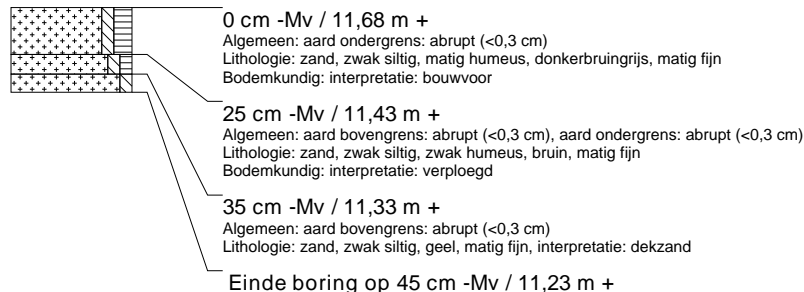 0 cm -Mv / 11,68 m +
Algemeen: aard ondergrens: abrupt (<0,3 cm)
Lithologie: zand, zwak siltig, matig humeus, donkerbruingrijs, matig fijn
Bodemkundig: interpretatie: bouwvoor
25 cm -Mv / 11,43 m +
Algemeen: aard bovengrens: abrupt (<0,3 cm), aard ondergrens: abrupt (<0,3 cm)
Lithologie: zand, zwak siltig, zwak humeus, bruin, matig fijn
Bodemkundig: interpretatie: verploegd
35 cm -Mv / 11,33 m +
Algemeen: aard bovengrens: abrupt (<0,3 cm)
Lithologie: zand, zwak siltig, geel, matig fijn, interpretatie: dekzand
Einde boring op 45 cm -Mv / 11,23 m +